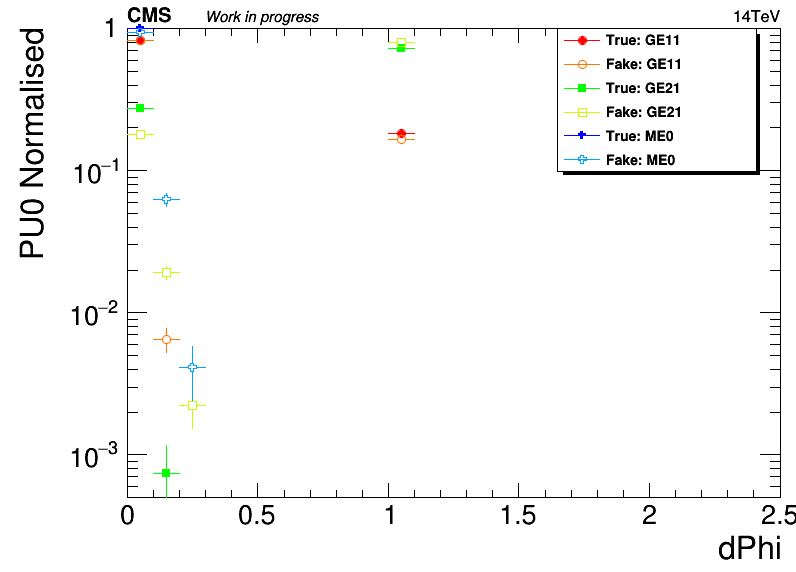 CMS Work in progress 14TeV
PU0 Normalised
1
10⁻¹
10⁻²
10⁻³
True: GE11
Fake: GE11
True: GE21
Fake: GE21
True: ME0
Fake: ME0
0 0.5 1 1.5 2 2.5
dPhi